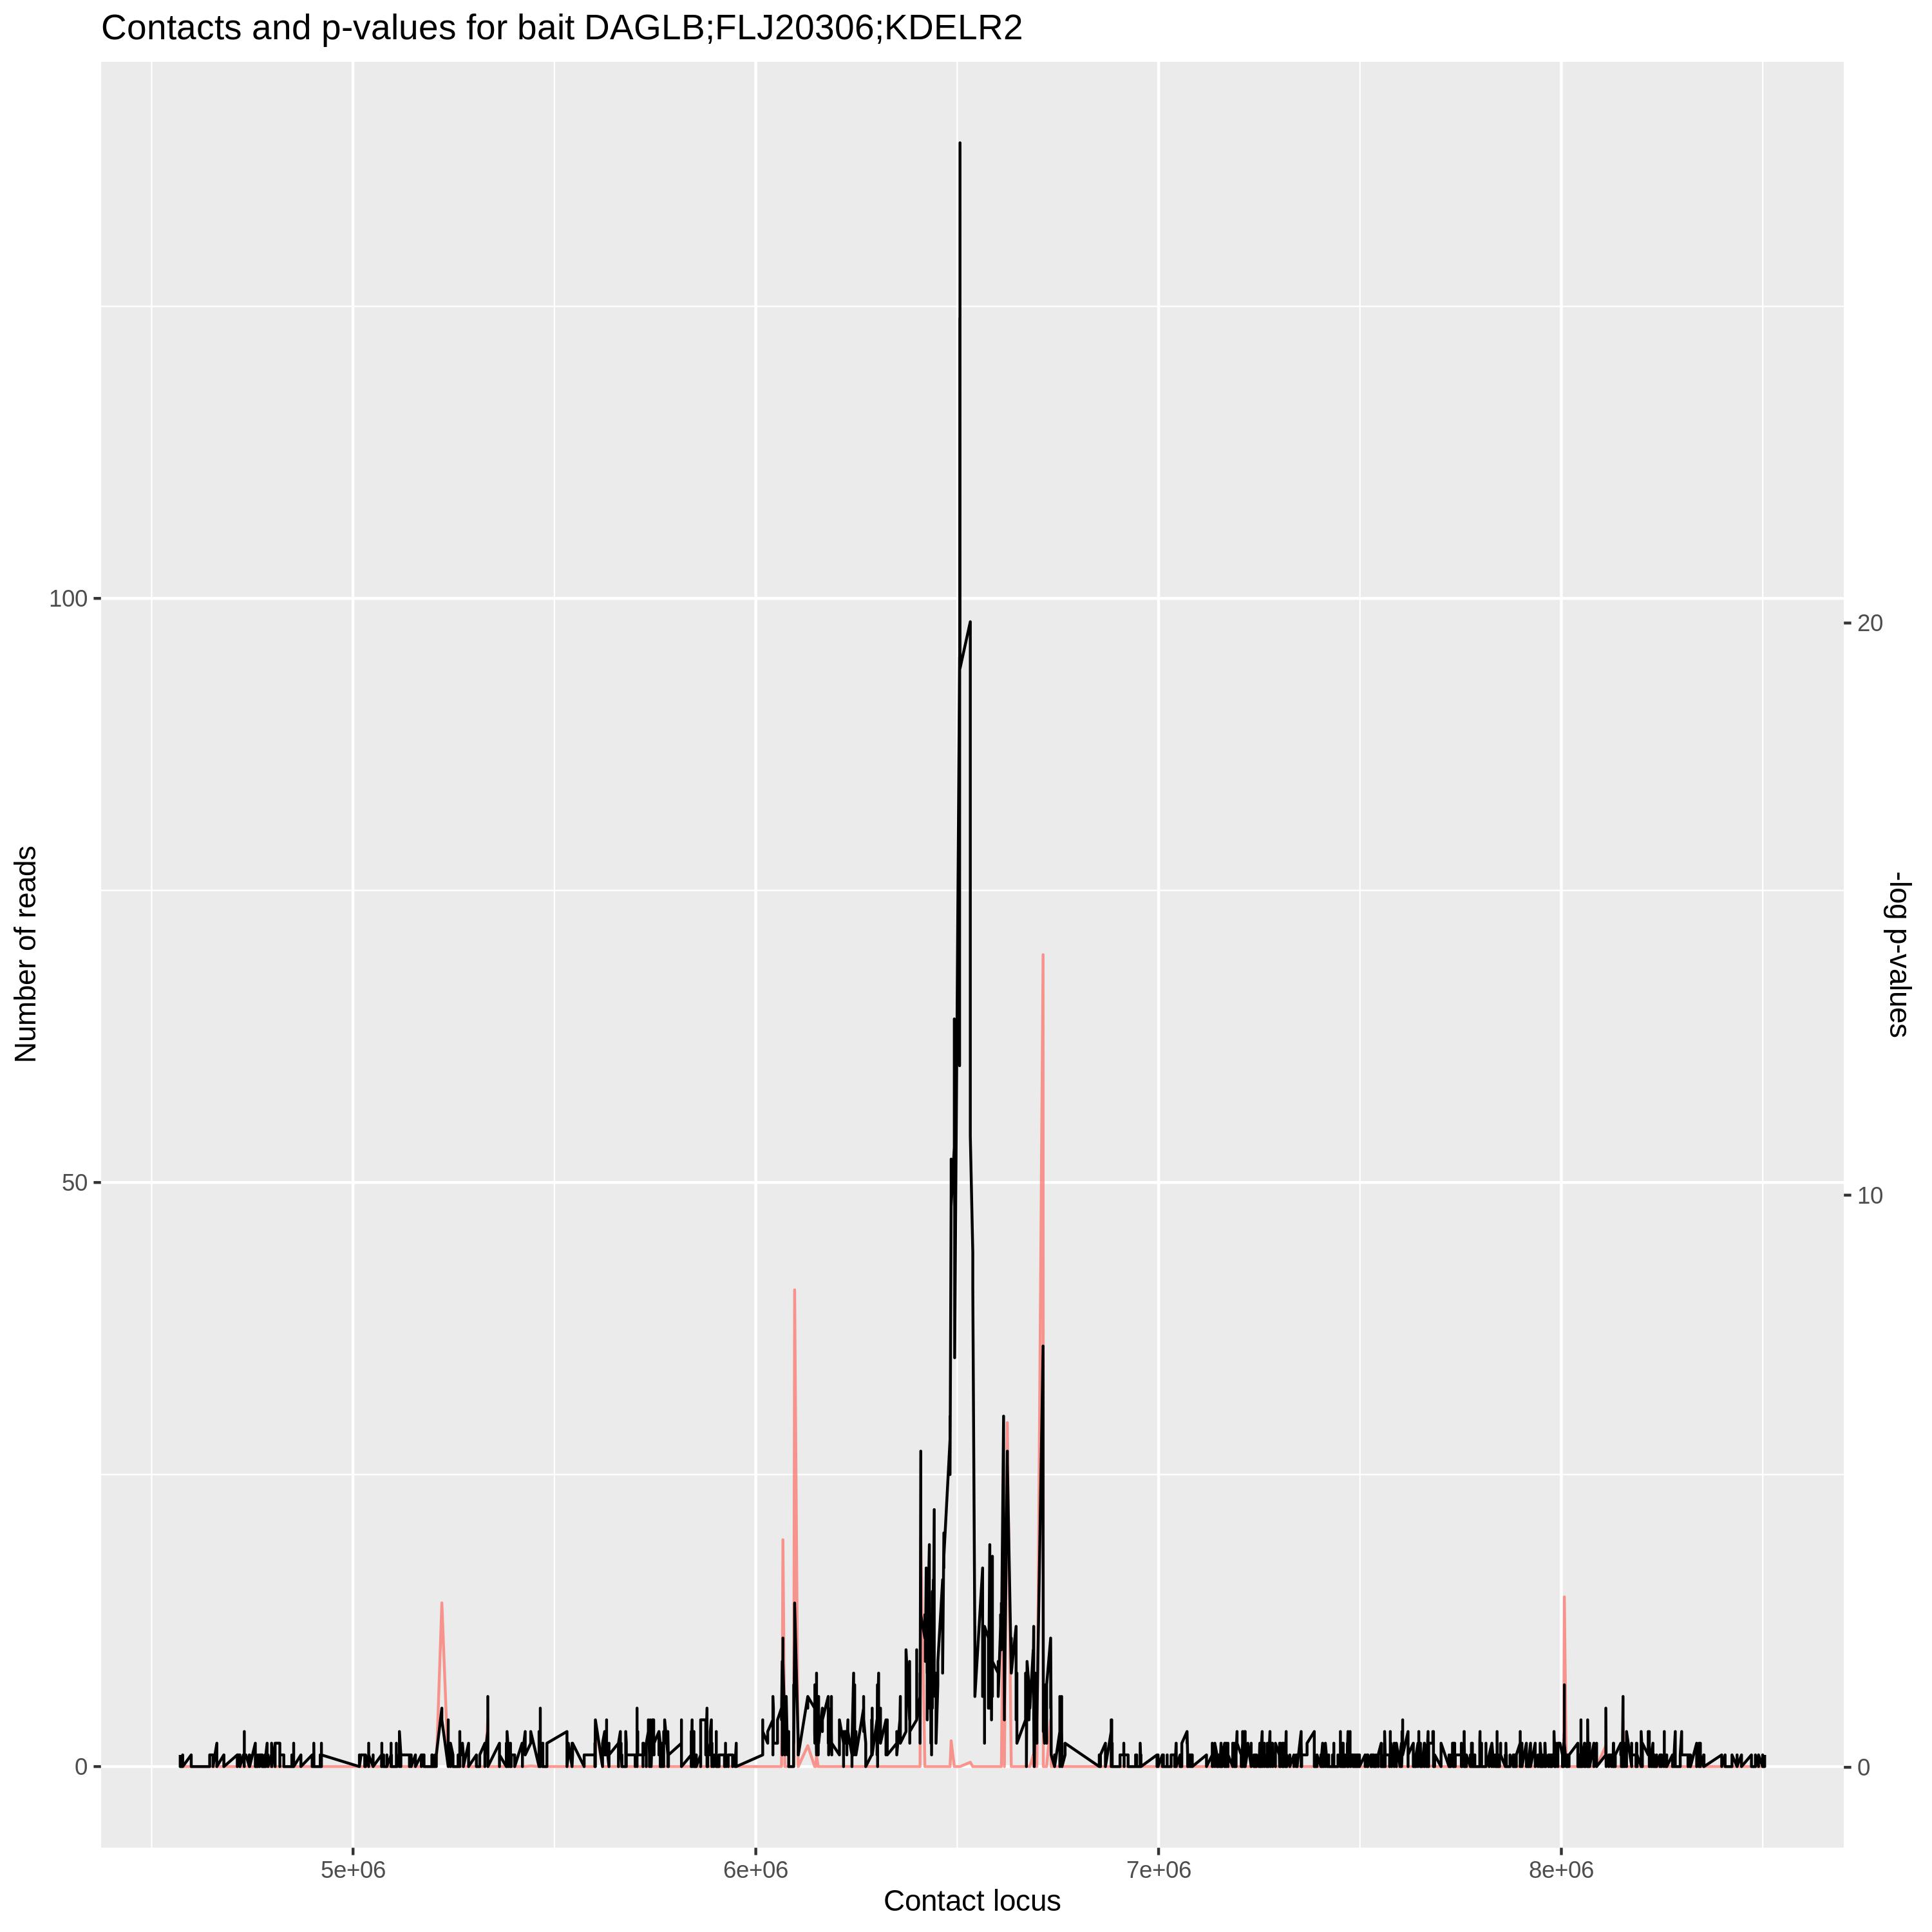 Contacts and p-values for bait DAGLB;FLJ20306;KDELR2
Number of reads
100
50
0
20
10
0
-log p-values
5e+06
6e+06
7e+06
8e+06
Contact locus